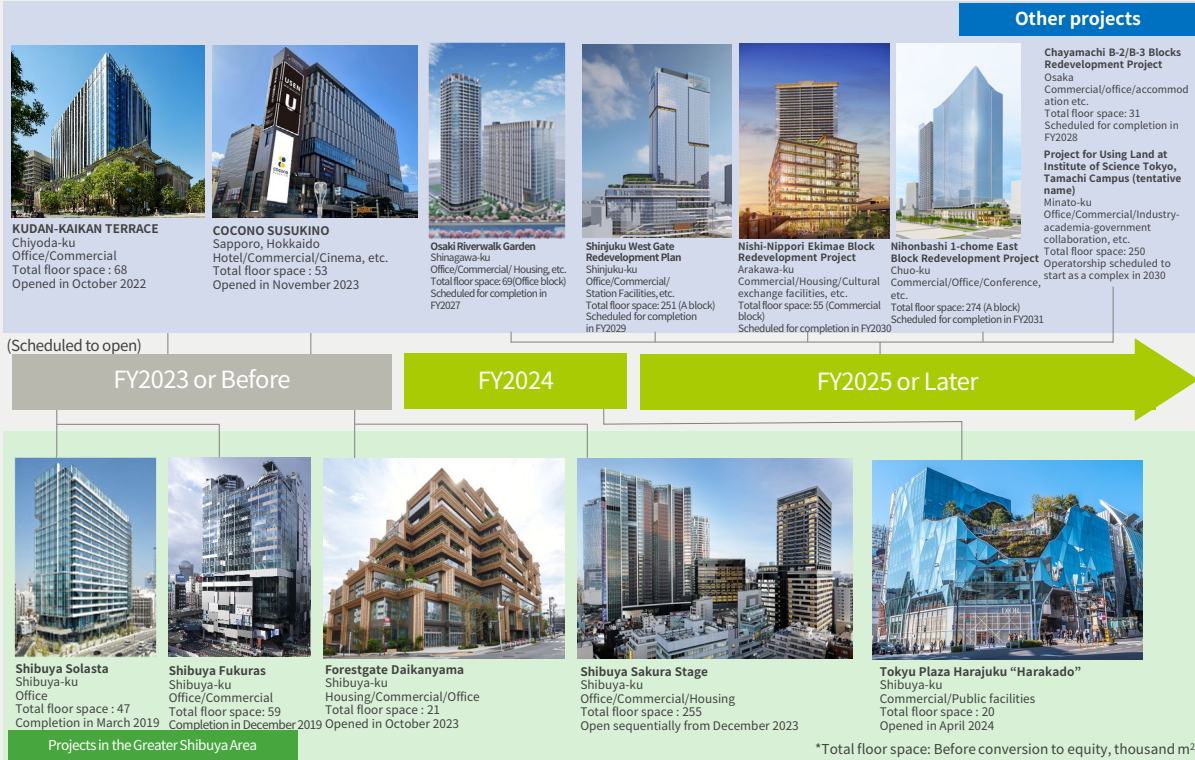 Other projects
KUDAN-KAIKAN TERRACE
Chiyoda-ku
Office/Commercial
Total floor space : 68
Opened in October 2022
USEN
U
COCONO SUSUKINO
Sapporo, Hokkaido
Hotel/Commercial/Cinema, etc.
Total floor space : 53
Opened in November 2023
Osaki Riverwalk Garden
Shinagawa-ku
Office/Commercial/ Housing, etc.
Total floor space: 69(Office block)
Scheduled for completion in
FY2027
Shinjuku West Gate
Redevelopment Plan
Shinjuku-ku
Office/Commercial/
Station Facilities, etc.
Total floor space: 251 (A block)
Scheduled for completion
in FY2029
Nishi-Nippori Ekimae Block
Redevelopment Project
Arakawa-ku
Commercial/Housing/Cultural
exchange facilities, etc.
Total floor space: 55 (Commercial
block)
Scheduled for completion in FY2030
Nihonbashi 1-chome East
Block Redevelopment Project
Chuo-ku
Commercial/Office/Conference,
etc.
Total floor space: 274 (A block)
Scheduled for completion in FY2031
Chayamachi B-2/B-3 Blocks
Redevelopment Project
Osaka
Commercial/office/accommod
ation etc.
Total floor space: 31
Scheduled for completion in
FY2028
Project for Using Land at
Institute of Science Tokyo,
Tamachi Campus (tentative
name)
Minato-ku
Office/Commercial/Industry-
academia-government
collaboration, etc.
Total floor space: 250
Operatorship scheduled to
start as a complex in 2030
(Scheduled to open)
FY2023 or Before
FY2024
FY2025 or Later
Shibuya Solasta
Shibuya-ku
Office
Total floor space : 47
Completion in March 2019
Shibuya Fukuras
Shibuya-ku
Office/Commercial
Total floor space: 59
Completion in December 2019
Forestgate Daikanyama
Shibuya-ku
Housing/Commercial/Office
Total floor space : 21
Opened in October 2023
Shibuya Sakura Stage
Shibuya-ku
Office/Commercial/Housing
Total floor space : 255
Open sequentially from December 2023
DIOR
Tokyu Plaza Harajuku “Harakado”
Shibuya-ku
Commercial/Public facilities
Total floor space : 20
Opened in April 2024
Projects in the Greater Shibuya Area
*Total floor space: Before conversion to equity, thousand m²